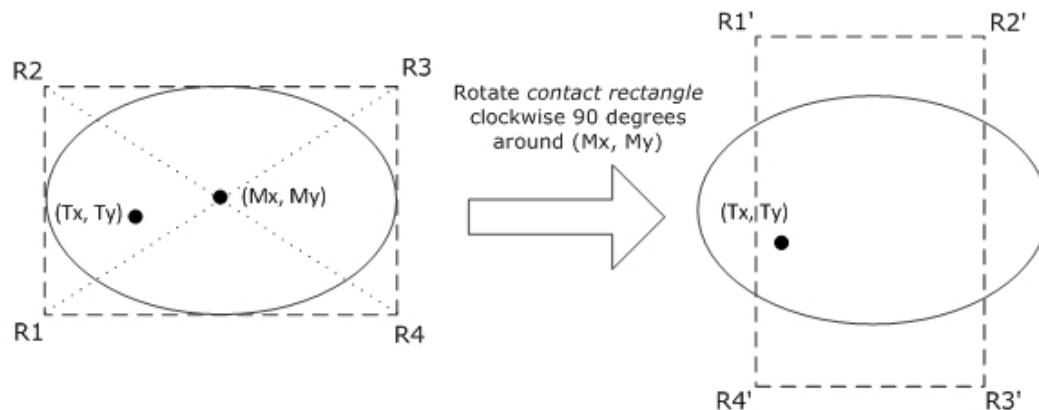 R1'
R2'
R2
R3
Rotate contact rectangle
clockwise 90 degrees
around (Mx, My)
(Tx, Ty)
(Mx, My)
(Tx, Ty)
R1
R4
R4'
R3'